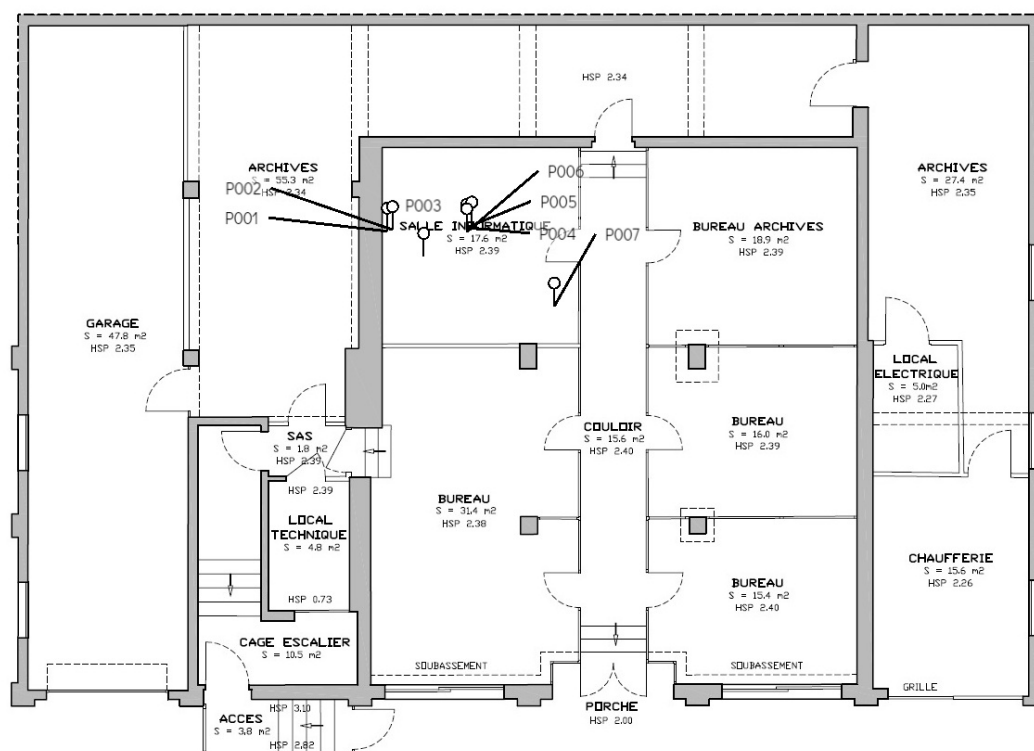 HSP 2.34
ARCHIVES
S = 55.3 m2
HSP 2.34
P002
P001
P003
P006
P005
P004
P007
SALLE INFORMATIQUE
S = 17.6 m2
HSP 2.39
BUREAU ARCHIVES
S = 18.9 m2
HSP 2.39
ARCHIVES
S = 27.4 m2
HSP 2.35
GARAGE
S = 47.8 m2
HSP 2.35
LOCAL
ELECTRIQUE
S = 5.0m2
HSP 2.27
SAS
S = 1.8 m2
HSP 2.39
HSP 2.39
COULOIR
S = 15.6 m2
HSP 2.40
BUREAU
S = 16.0 m2
HSP 2.39
BUREAU
S = 31.4 m2
HSP 2.38
LOCAL
TECHNIQUE
S = 4.8 m2
HSP 0.73
CHAUFFERIE
S = 15.6 m2
HSP 2.26
BUREAU
S = 15.4 m2
HSP 2.40
CAGE ESCALIER
S = 10.5 m2
SOUBASSEMENT
SOUBASSEMENT
GRILLE
PORCHE
HSP 2.00
HSP 3.10
ACCES
S = 3.8 m2
HSP 2.82